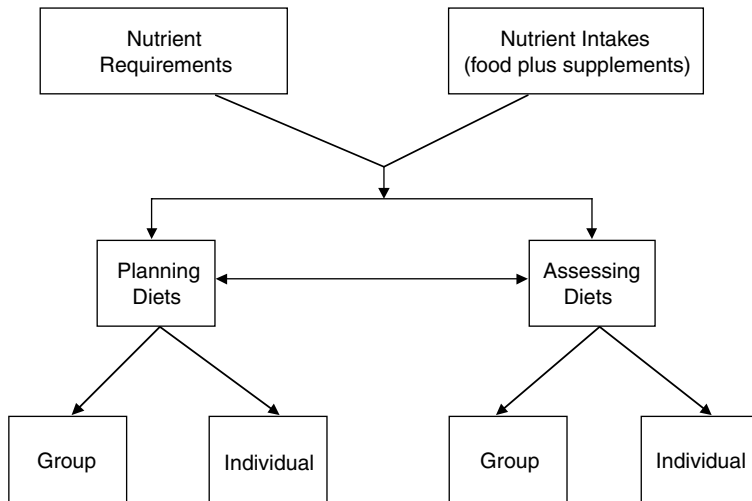 Nutrient
Requirements
Nutrient Intakes
(food plus supplements)
Planning
Diets
Assessing
Diets
Group
Individual
Group
Individual